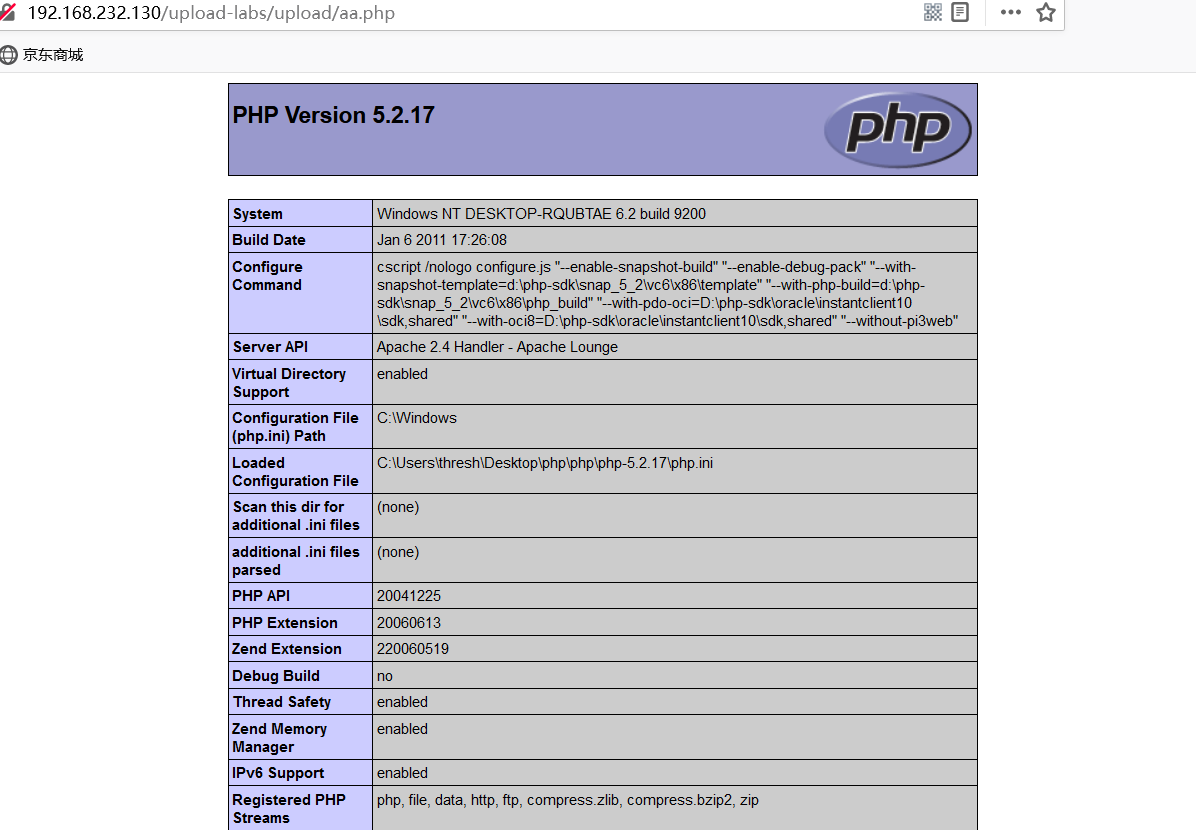 192.168.232.130/upload-labs/upload/aa.php
京东商城
PHP Version 5.2.17
php
System Windows NT DESKTOP-RQUBTAE 6.2 build 9200
Build Date Jan 6 2011 17:26:08
Configure Command
cscript /nologo configure.js "--enable-snapshot-build" "--enable-debug-pack" "--with-
snapshot-template=d:\php-sdk\snap_5_2\vc6\x86\template" "--with-php-build=d:\php-
sdk\snap_5_2\vc6\x86\php_build" "--with-pdo-oci=D:\php-sdk\oracle\instantclient10
\sdk,shared" "--with-oci8=D:\php-sdk\oracle\instantclient10\sdk,shared" "--without-pi3web"
Server API Apache 2.4 Handler - Apache Lounge
Virtual Directory
Support
enabled
Configuration File
(php.ini) Path
C:\Windows
Loaded
Configuration File
C:\Users\thresh\Desktop\php\php\php-5.2.17\php.ini
Scan this dir for
additional .ini files
(none)
additional .ini files
parsed
(none)
PHP API 20041225
PHP Extension 20060613
Zend Extension 220060519
Debug Build no
Thread Safety enabled
Zend Memory
Manager
enabled
IPv6 Support enabled
Registered PHP
Streams
php, file, data, http, ftp, compress.zlib, compress.bzip2, zip